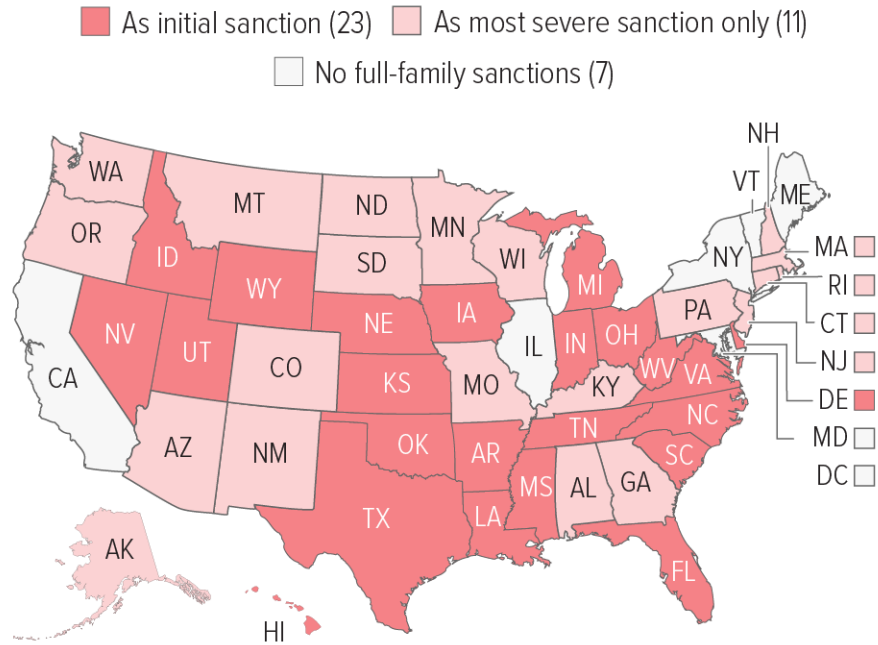 As initial sanction (23) As most severe sanction only (11)
No full-family sanctions (7)
NH
VT
ME
WA
MT
ND
MN
OR
ID
SD
WI
NY
MA
WY
MI
RI
NE
IA
PA
CT
NV
IL
IN
OH
NJ
UT
CO
CA
KS
MO
KY
WV
VA
DE
AZ
NM
OK
AR
TN
NC
MD
SC
MS
AL
GA
DC
TX
LA
AK
FL
HI